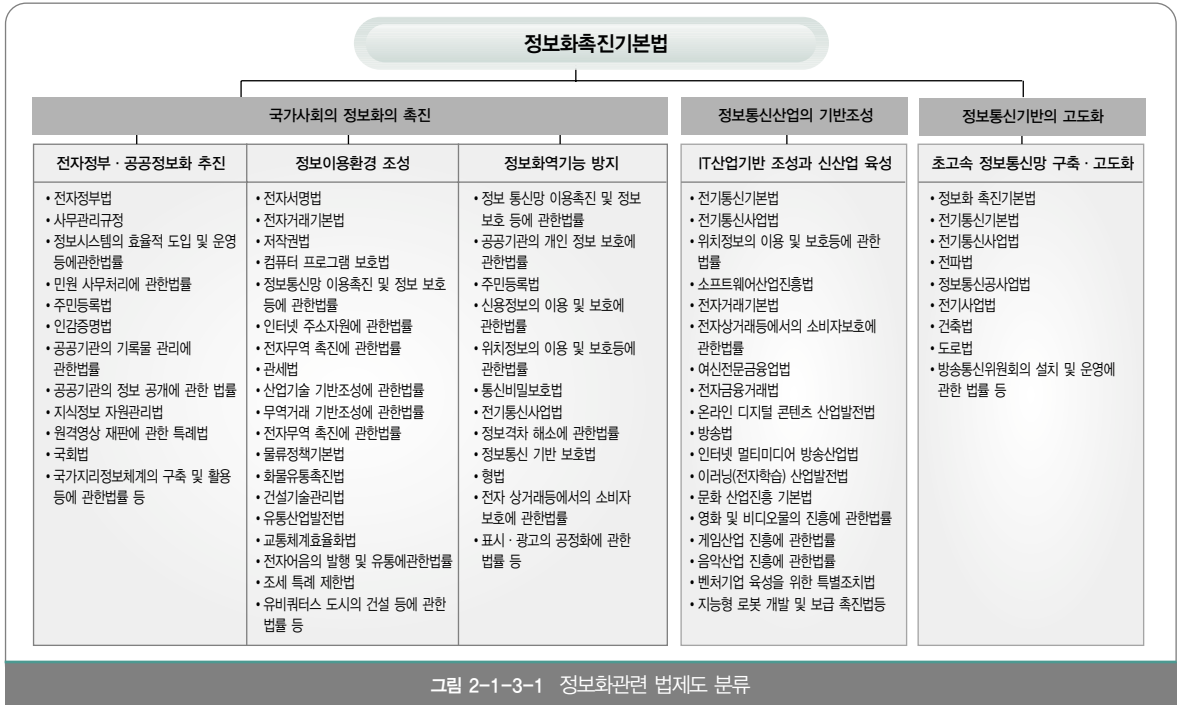 정보화촉진기본법
국가사회의 정보화의 촉진
전자정부 · 공공정보화 추진
• 전자정부법
• 사무관리규정
• 정보시스템의 효율적 도입 및 운영
등에관한법률
• 민원 사무처리에 관한법률
• 주민등록법
• 인감증명법
• 공공기관의 기록물 관리에
관한법률
• 공공기관의 정보 공개에 관한 법률
• 지식정보 자원관리법
• 원격영상 재판에 관한 특례법
• 국회법
• 국가지리정보체계의 구축 및 활용
등에 관한법률 등
정보이용환경 조성
• 전자서명법
• 전자거래기본법
• 저작권법
• 컴퓨터 프로그램 보호법
• 정보통신망 이용촉진 및 정보 보호
등에 관한법률
• 인터넷 주소자원에 관한법률
• 전자무역 촉진에 관한법률
• 관세법
• 산업기술 기반조성에 관한법률
• 무역거래 기반조성에 관한법률
• 전자무역 촉진에 관한법률
• 물류정책기본법
• 화물유통촉진법
• 건설기술관리법
• 유통산업발전법
• 교통체계효율화법
• 전자어음의 발행 및 유통에관한법률
• 조세 특례 제한법
• 유비쿼터스 도시의 건설 등에 관한
법률 등
정보화역기능 방지
• 정보 통신망 이용촉진 및 정보
보호 등에 관한법률
• 공공기관의 개인 정보 보호에
관한법률
• 주민등록법
• 신용정보의 이용 및 보호에
관한법률
• 위치정보의 이용 및 보호등에
관한법률
• 통신비밀보호법
• 전기통신사업법
• 정보격차 해소에 관한법률
• 정보통신 기반 보호법
• 형법
• 전자 상거래등에서의 소비자
보호에 관한법률
• 표시 · 광고의 공정화에 관한
법률 등
정보통신산업의 기반조성
IT산업기반 조성과 신산업 육성
• 전기통신기본법
• 전기통신사업법
• 위치정보의 이용 및 보호등에 관한
법률
• 소프트웨어산업진흥법
• 전자거래기본법
• 전자상거래등에서의 소비자보호에
관한법률
• 여신전문금융업법
• 전자금융거래법
• 온라인 디지털 콘텐츠 산업발전법
• 방송법
• 인터넷 멀티미디어 방송산업법
• 이러닝(전자학습) 산업발전법
• 문화 산업진흥 기본법
• 영화 및 비디오물의 진흥에 관한법률
• 게임산업 진흥에 관한법률
• 음악산업 진흥에 관한법률
• 벤처기업 육성을 위한 특별조치법
• 지능형 로봇 개발 및 보급 촉진법등
정보통신기반의 고도화
초고속 정보통신망 구축 · 고도화
• 정보화 촉진기본법
• 전기통신기본법
• 전기통신사업법
• 전파법
• 정보통신공사업법
• 전기사업법
• 건축법
• 도로법
• 방송통신위원회의 설치 및 운영에
관한 법률 등
그림 2-1-3-1 정보화관련 법제도 분류